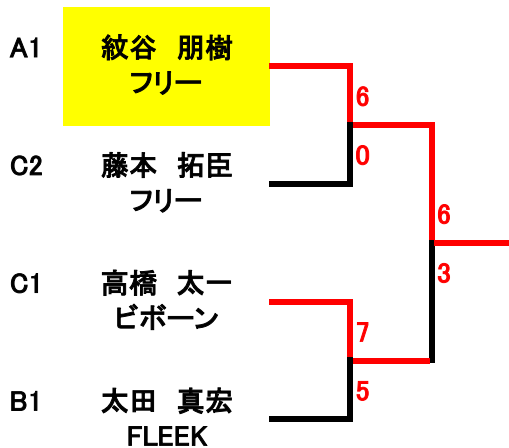 A1 紋谷　朋樹
フリー
6
C2 藤本　拓臣
0
フリー
6
C1 高橋　太一
3
ビボーン
7
B1 太田　真宏
5
FLEEK